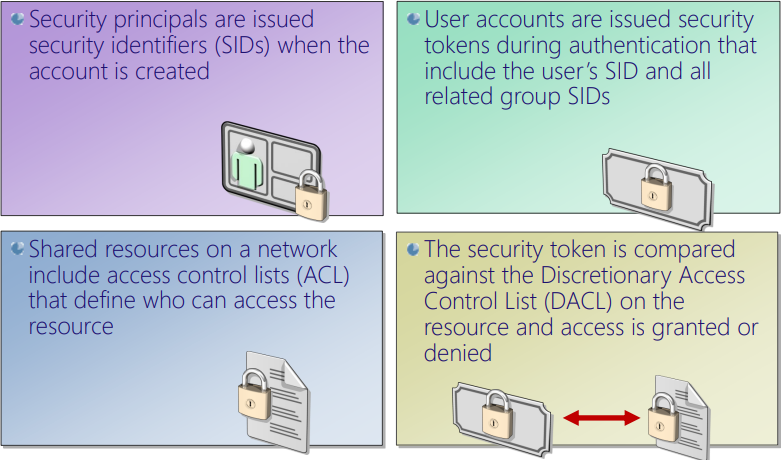 Security principals are issued
security identifiers (SIDs) when the
account is created
User accounts are issued security
tokens during authentication that
include the user's SID and all
related group SIDs
Shared resources on a network
include access control lists (ACL)
that define who can access the
resource
The security token is compared
against the Discretionary Access
Control List (DACL) on the
resource and access is granted or
denied